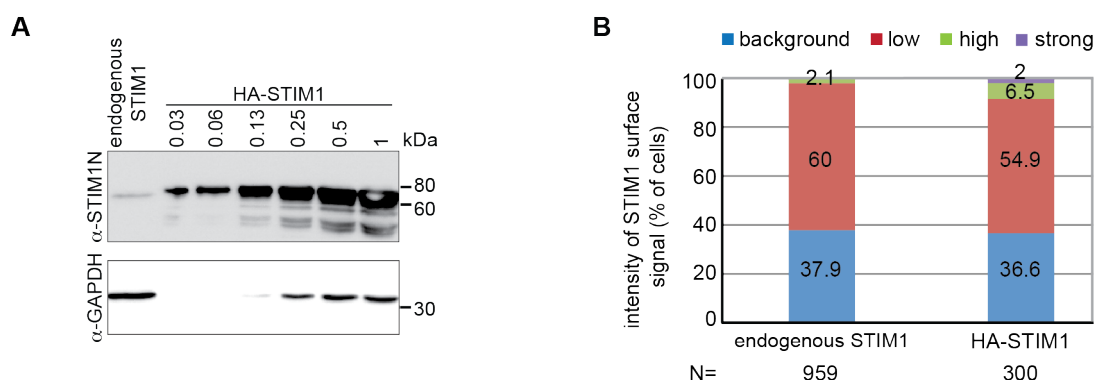 A
endogenous
STIM1
HA-STIM1
0.03 0.06 0.13 0.25 0.5 1 kDa
α-STIM1N
80
60
α-GAPDH
30
B
background low high strong
intensity of STIM1 surface
signal (% of cells)
100
80
60
40
20
0
2.1
60
37.9
2
6.5
54.9
36.6
endogenous STIM1 HA-STIM1
N= 959 300